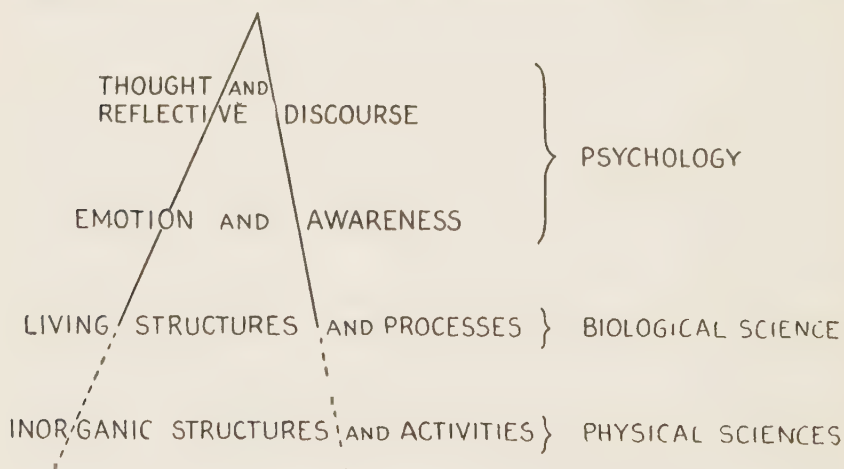 THOUGHT AND
REFLECTIVE DISCOURSE
PSYCHOLOGY
EMOTION AND AWARENESS
LIVING STRUCTURES AND PROCESSES BIOLOGICAL SCIENCE
INORGANIC STRUCTURES AND ACTIVITIES PHYSICAL SCIENCES